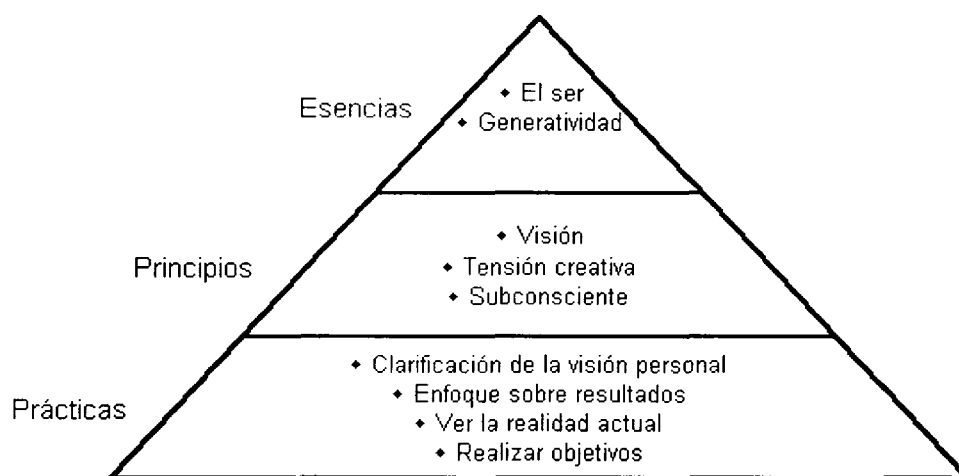 Esencias
♦ El ser
♦ Generatividad
Principios
♦ Visión
♦ Tensión creativa
♦ Subconsciente
Prácticas
♦ Clarificación de la visión personal
♦ Enfoque sobre resultados
♦ Ver la realidad actual
♦ Realizar objetivos